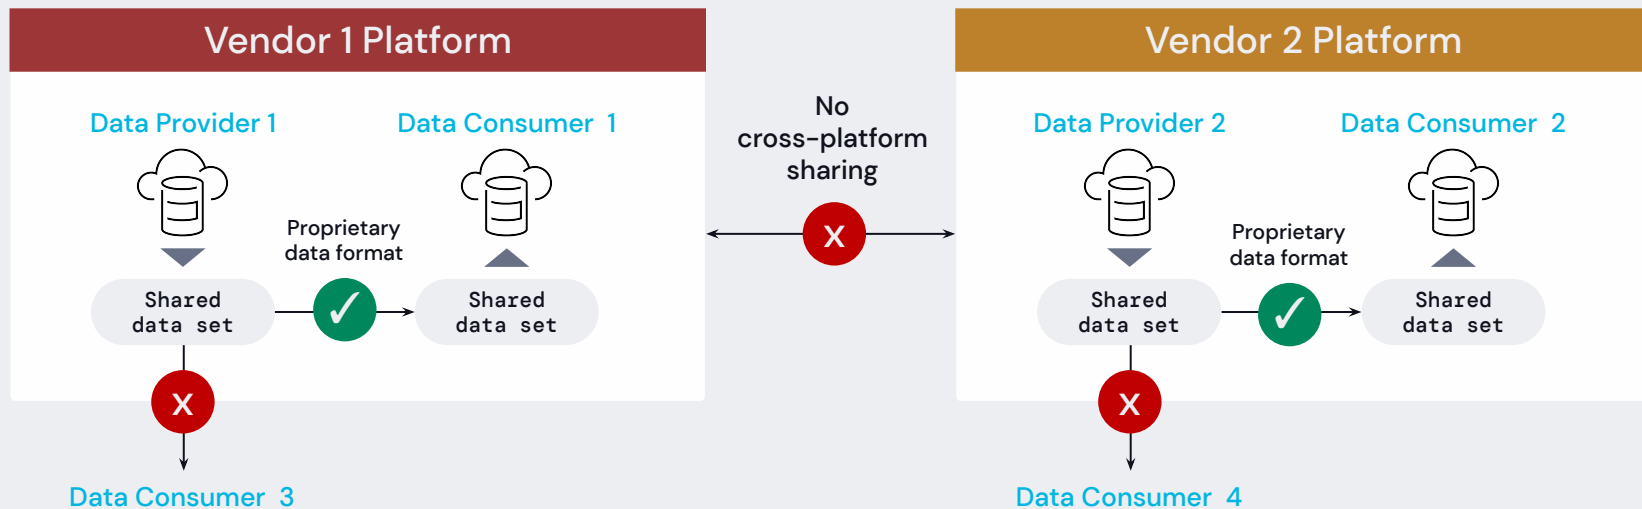 Vendor 1 Platform
Data Provider 1
Data Consumer 1
Proprietary
data format
✓
Shared
data set
Shared
data set
X
Data Consumer 3
No
cross-platform
sharing
X
Vendor 2 Platform
Data Provider 2
Data Consumer 2
Proprietary
data format
✓
Shared
data set
Shared
data set
X
Data Consumer 4